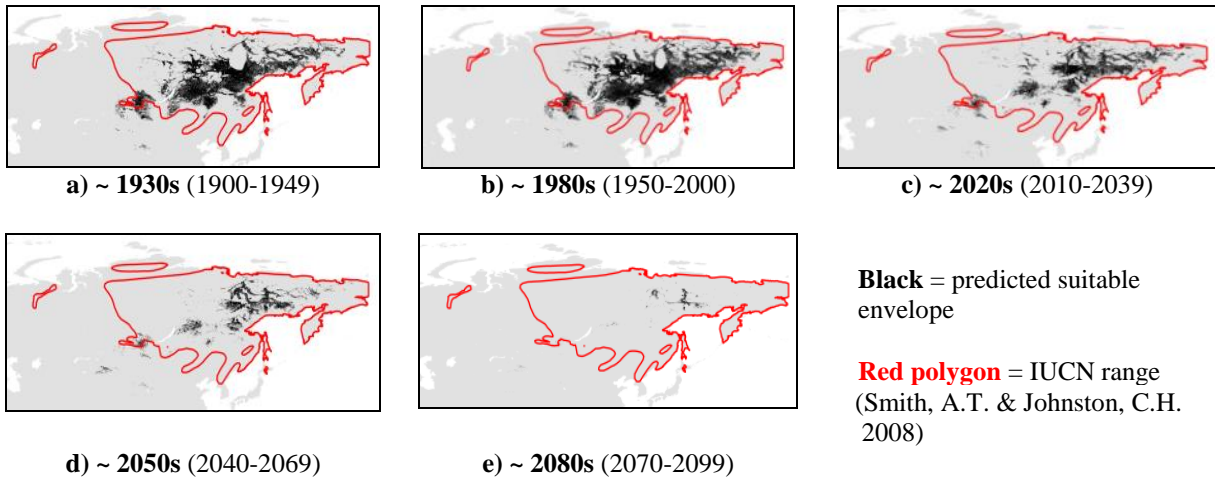 a) ~ 1930s (1900-1949)
b) ~ 1980s (1950-2000)
c) ~ 2020s (2010-2039)
Black = predicted suitable
envelope
Red polygon = IUCN range
(Smith, A.T. & Johnston, C.H.
2008)
d) ~ 2050s (2040-2069)
e) ~ 2080s (2070-2099)